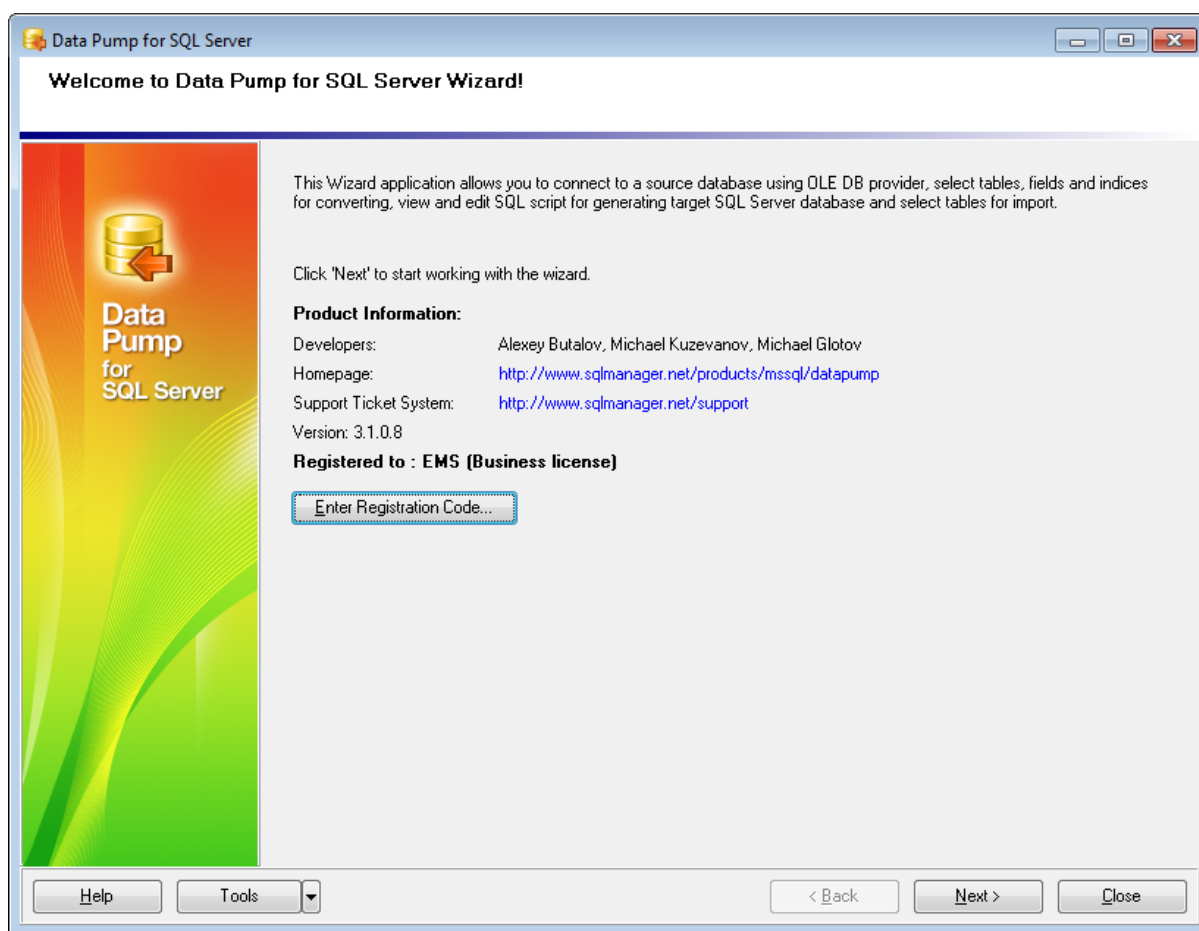 Data Pump for SQL Server
Welcome to Data Pump for SQL Server Wizard!
Data
Pump
for
SQL Server
This Wizard application allows you to connect to a source database using OLE DB provider, select tables, fields and indices
for converting, view and edit SQL script for generating target SQL Server database and select tables for import.
Click 'Next' to start working with the wizard.
Product Information:
Developers: Alexey Butalov, Michael Kuzevanov, Michael Glotov
Homepage: http://www.sqlmanager.net/products/mssql/datapump
Support Ticket System: http://www.sqlmanager.net/support
Version: 3.1.0.8
Registered to : EMS (Business license)
Enter Registration Code...
Help Tools < Back Next > Close